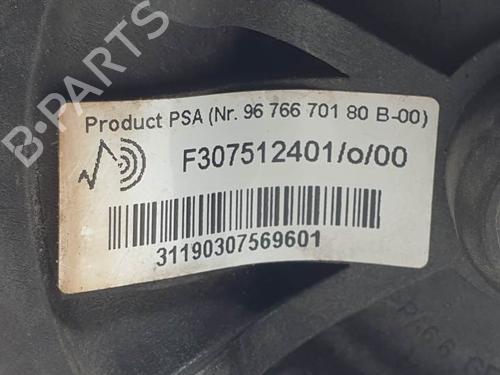 B-PARTS
Product PSA (Nr. 96 766 701 80 B-00)
F307512401/o/00
31190307569601